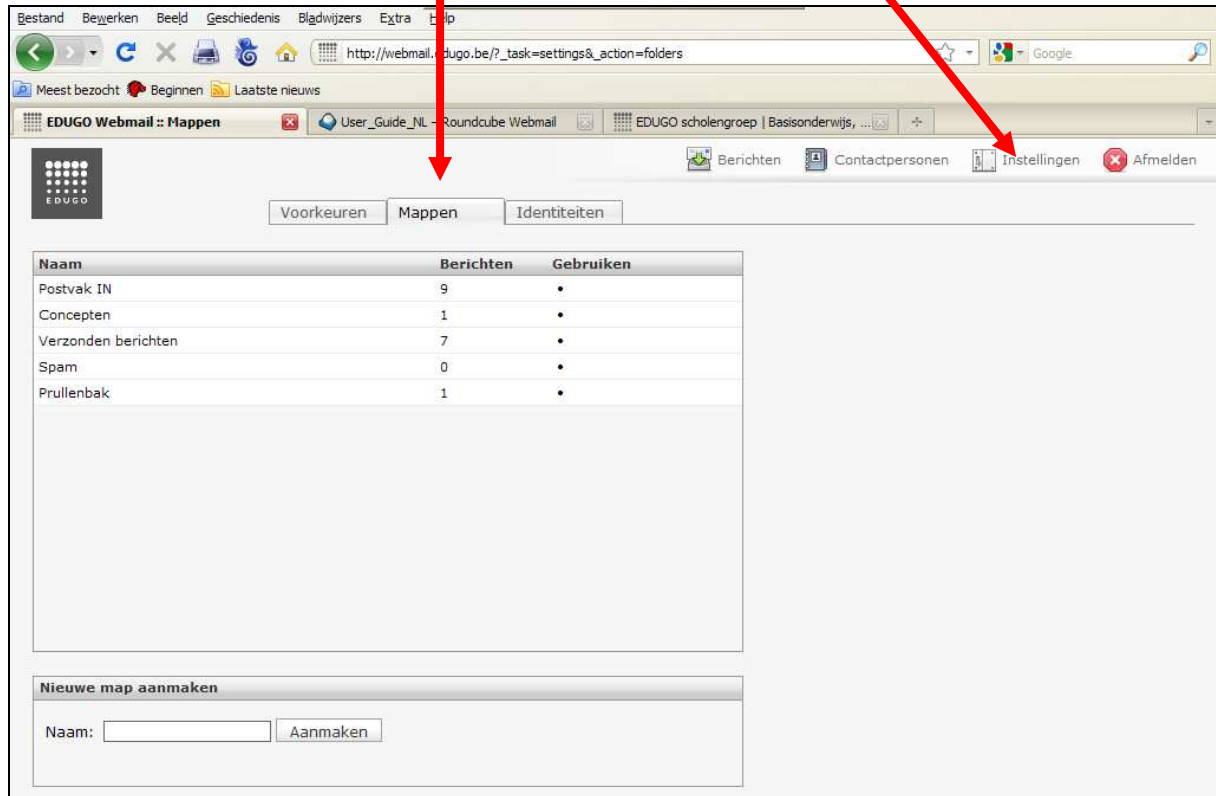 Bestand Bewerken Beeld Geschiedenis Bladwijzers Extra Help
http://webmail.edugo.be/?_task=settings&_action=folders
Google
Meest bezocht Beginnen Laatste nieuws
EDUGO Webmail :: Mappen User_Guide_NL – Roundcube Webmail EDUGO scholengroep | Basisonderwijs, ...
EDUGO
Berichten Contactpersonen Instellingen Afmelden
Voorkeuren Mappen Identiteiten
Naam Berichten Gebruiken
Postvak IN 9 •
Concepten 1 •
Verzonden berichten 7 •
Spam 0 •
Prullenbak 1 •
Nieuwe map aanmaken
Naam: Aanmaken